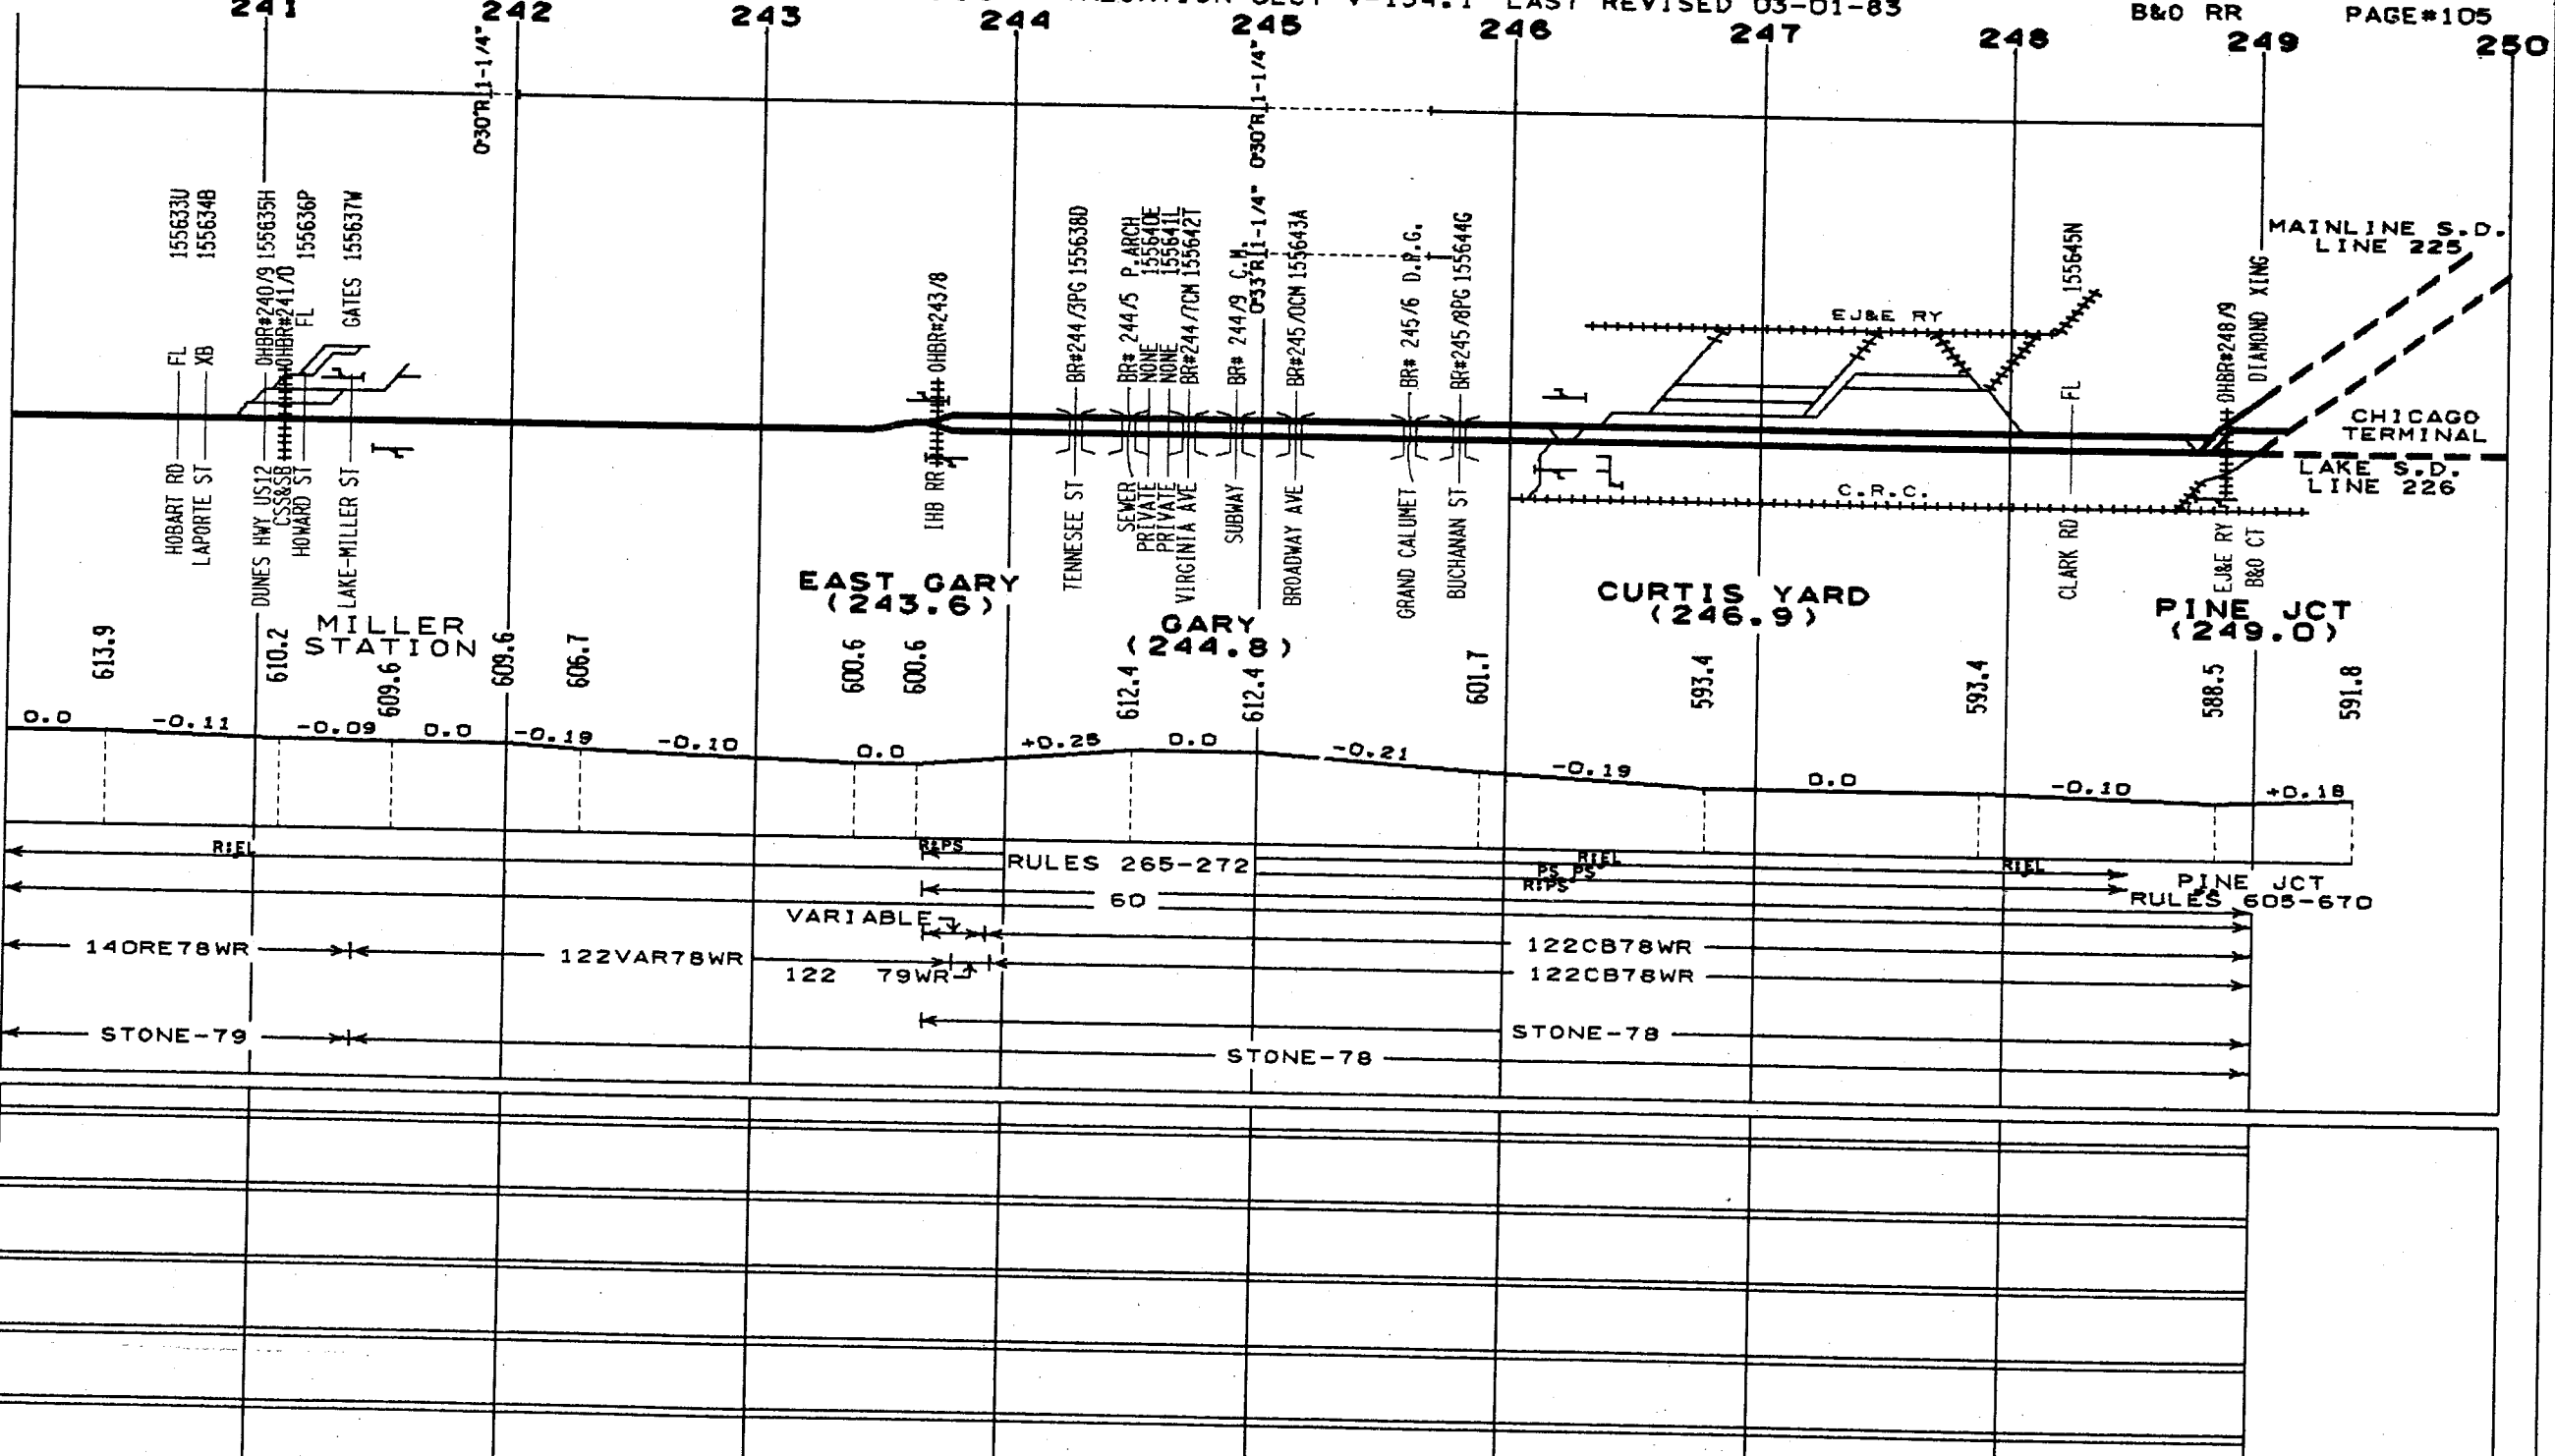 VALUATION SECT V-134.1 LAST REVISED 03-01-83
B&O RR PAGE#105
241 242 243 244 245 246 247 248 249 250
0°30'R
1-1/4"
0°30'R
1-1/4"
0°33'R
1-1/4"
155633U
155634B
155635H
155636P
155637W
FL
XB
OHBR#240/9
OHBR#241/0
FL
GATES
OHBR#243/8
BR#244/3PG 155638D
BR# 244/5 P.ARCH
NONE 155640E
NONE 155641L
BR#244/7CM 155642T
BR# 244/9 C.M.
BR#245/0CM 155643A
BR# 245/6 D.P.G.
BR#245/8PG 155644G
EJ&E RY
155645N
FL
OHBR#248/9
DIAMOND XING
MAINLINE S.D.
LINE 225
CHICAGO
TERMINAL
LAKE S.D.
LINE 226
C.R.C.
HOBART RD
LAPORTE ST
DUNES HWY US12
CSS&SB
HOWARD ST
LAKE-MILLER ST
IHB RR
TENNESEE ST
SEWER
PRIVATE
PRIVATE
VIRGINIA AVE
SUBWAY
BROADWAY AVE
GRAND CALUMET
BUCHANAN ST
CLARK RD
EJ&E RY
B&O CT
MILLER
STATION
EAST GARY
(243.6)
GARY
(244.8)
CURTIS YARD
(246.9)
PINE JCT
(249.0)
613.9
610.2
609.6
609.6
606.7
600.6
600.6
612.4
612.4
601.7
593.4
593.4
588.5
591.8
0.0 -0.11 -0.09 0.0 -0.19 -0.10 0.0 +0.25 0.0 -0.21 -0.19 0.0 -0.10 +0.18
R:EL R:PS RULES 265-272 R:EL R:EL
PS PS
R:PS
PINE JCT
RULES 605-670
60
VARIABLE
140RE78WR 122VAR78WR 122CB78WR
122 79WR 122CB78WR
STONE-79 STONE-78
STONE-78